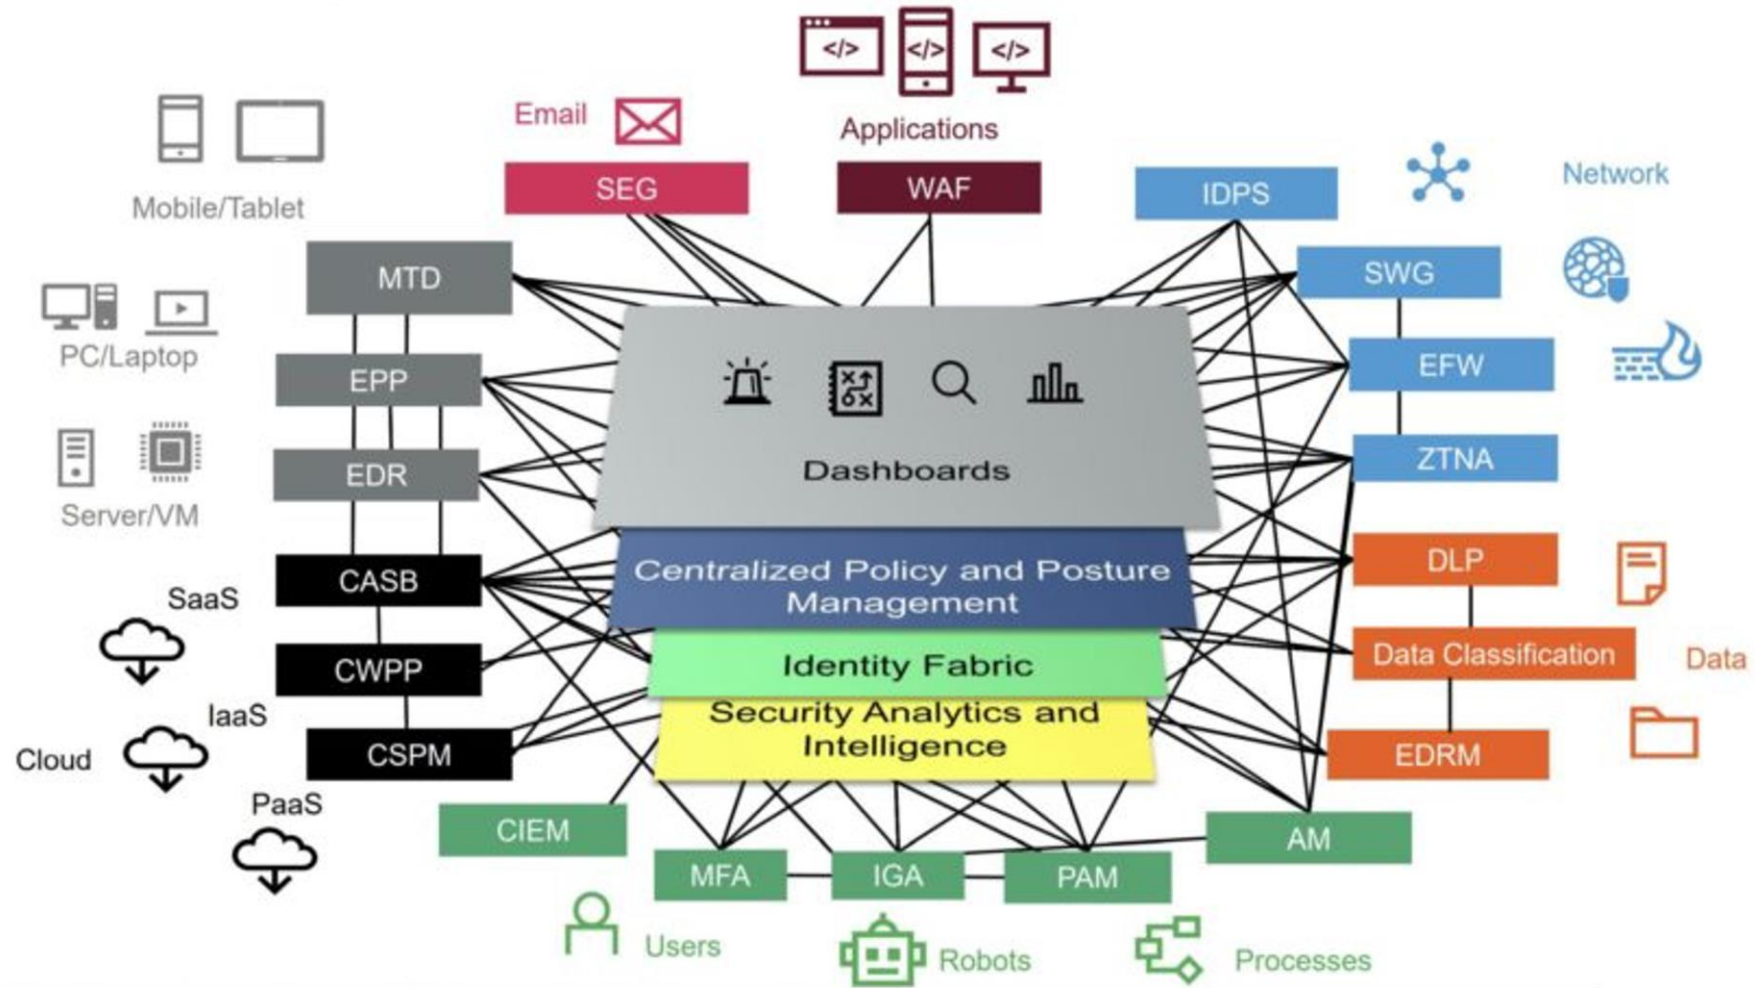 </>
</>
</>
Email
Applications
Mobile/Tablet
SEG
WAF
IDPS
Network
MTD
SWG
PC/Laptop
EPP
EFW
EDR
Dashboards
ZTNA
Server/VM
CASB
Centralized Policy and Posture
Management
DLP
SaaS
CWPP
Identity Fabric
Data Classification
Data
IaaS
Security Analytics and
Intelligence
Cloud
CSPM
EDRM
PaaS
CIEM
AM
MFA
IGA
PAM
Users
Robots
Processes